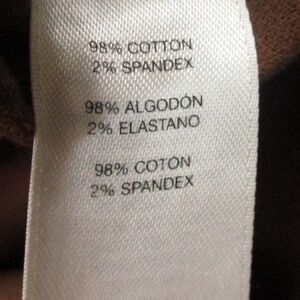 98% COTTON
2% SPANDEX
98% ALGODÓN
2% ELASTANO
98% COTON
2% SPANDEX